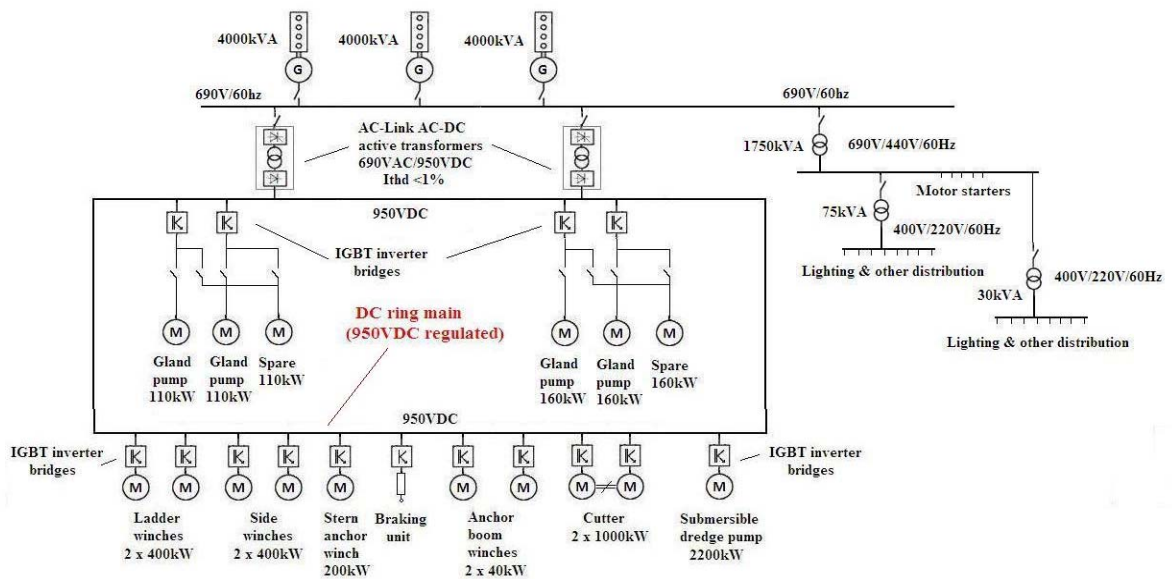 4000kVA
4000kVA
4000kVA
G
G
G
690V/60hz
690V/60hz
AC-Link AC-DC
active transformers
690VAC/950VDC
Ithd <1%
1750kVA
690V/440V/60Hz
Motor starters
75kVA
400V/220V/60Hz
Lighting & other distribution
400V/220V/60Hz
30kVA
Lighting & other distribution
950VDC
IGBT inverter
bridges
DC ring main
(950VDC regulated)
M
M
M
M
M
M
Gland
pump
110kW
Gland
pump
110kW
Spare
110kW
Gland
pump
160kW
Gland
pump
160kW
Spare
160kW
950VDC
IGBT inverter
bridges
IGBT inverter
bridges
M
M
M
M
M
M
M
M
M
M
Ladder
winches
2 x 400kW
Side
winches
2 x 400kW
Stern
anchor
winch
200kW
Braking
unit
Anchor
boom
winches
2 x 40kW
Cutter
2 x 1000kW
Submersible
dredge pump
2200kW